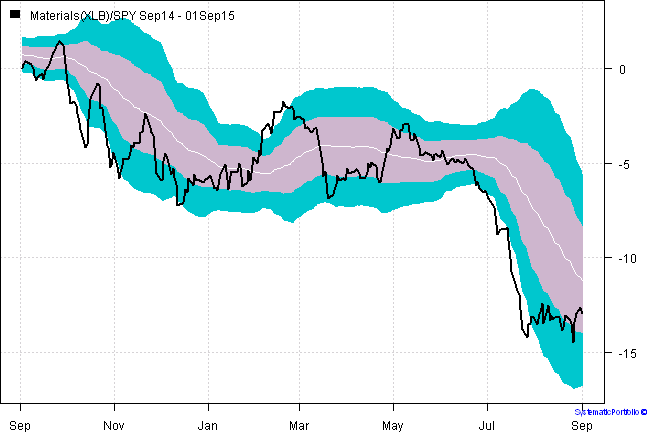 Materials(XLB)/SPY Sep14 - 01Sep15
0
-5
-10
-15
SystematicPortfolio ©
Sep Nov Jan Mar May Jul Sep